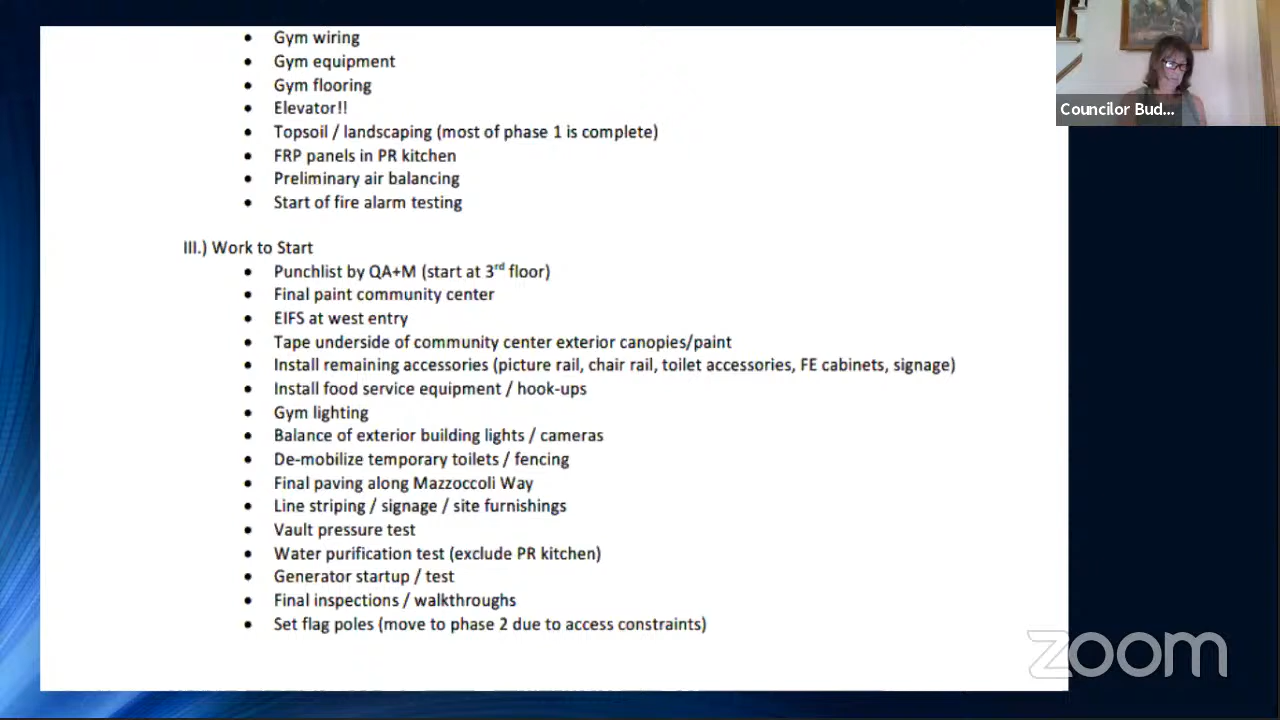 Gym wiring
Gym equipment
Gym flooring
Elevator!!
Topsoil / landscaping (most of phase 1 is complete)
FRP panels in PR kitchen
Preliminary air balancing
Start of fire alarm testing
III.) Work to Start
Punchlist by QA+M (start at 3rd floor)
Final paint community center
EIFS at west entry
Tape underside of community center exterior canopies/paint
Install remaining accessories (picture rail, chair rail, toilet accessories, FE cabinets, signage)
Install food service equipment / hook-ups
Gym lighting
Balance of exterior building lights / cameras
De-mobilize temporary toilets / fencing
Final paving along Mazzoccoli Way
Line striping / signage / site furnishings
Vault pressure test
Water purification test (exclude PR kitchen)
Generator startup / test
Final inspections / walkthroughs
Set flag poles (move to phase 2 due to access constraints)
Councilor Bud...
zoom